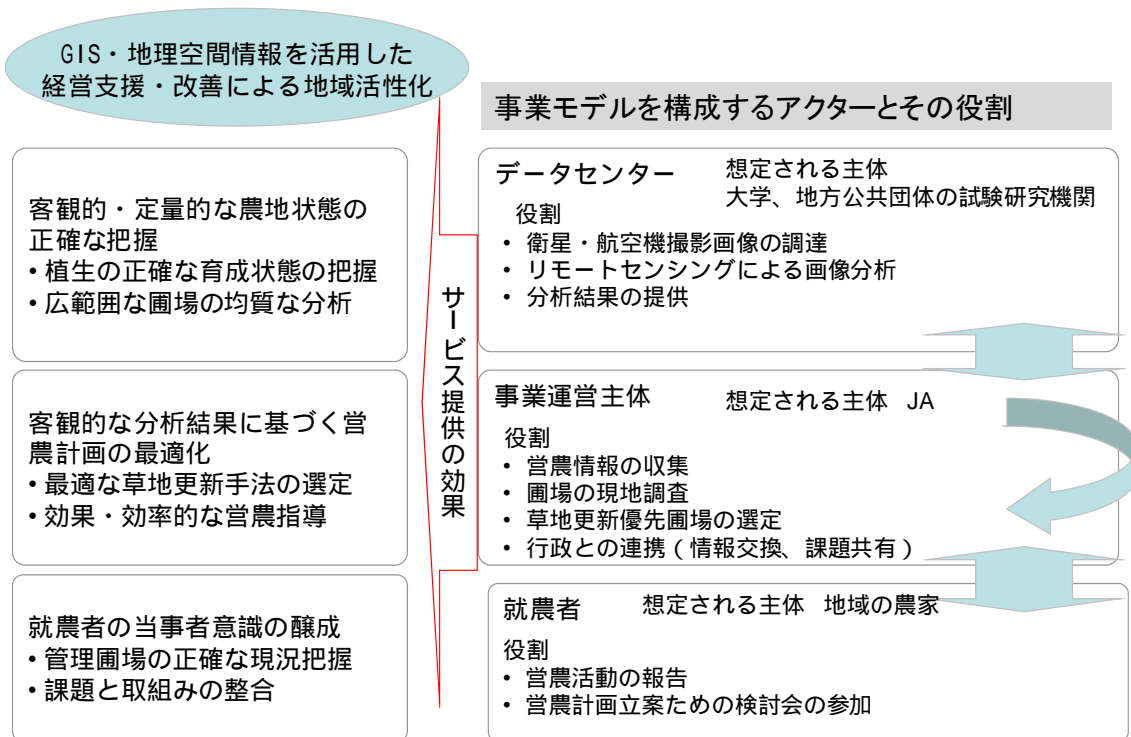 GIS・地理空間情報を活用した
経営支援・改善による地域活性化
事業モデルを構成するアクターとその役割
客観的・定量的な農地状態の
正確な把握
•植生の正確な育成状態の把握
•広範囲な圃場の均質な分析
客観的な分析結果に基づく営
農計画の最適化
•最適な草地更新手法の選定
•効果・効率的な営農指導
就農者の当事者意識の醸成
•管理圃場の正確な現況把握
•課題と取組みの整合
サービス提供の効果
データセンター 想定される主体
大学、地方公共団体の試験研究機関
役割
• 衛星・航空機撮影画像の調達
• リモートセンシングによる画像分析
• 分析結果の提供
事業運営主体 想定される主体 JA
役割
• 営農情報の収集
• 圃場の現地調査
• 草地更新優先圃場の選定
• 行政との連携(情報交換、課題共有)
就農者 想定される主体 地域の農家
役割
• 営農活動の報告
• 営農計画立案ための検討会の参加